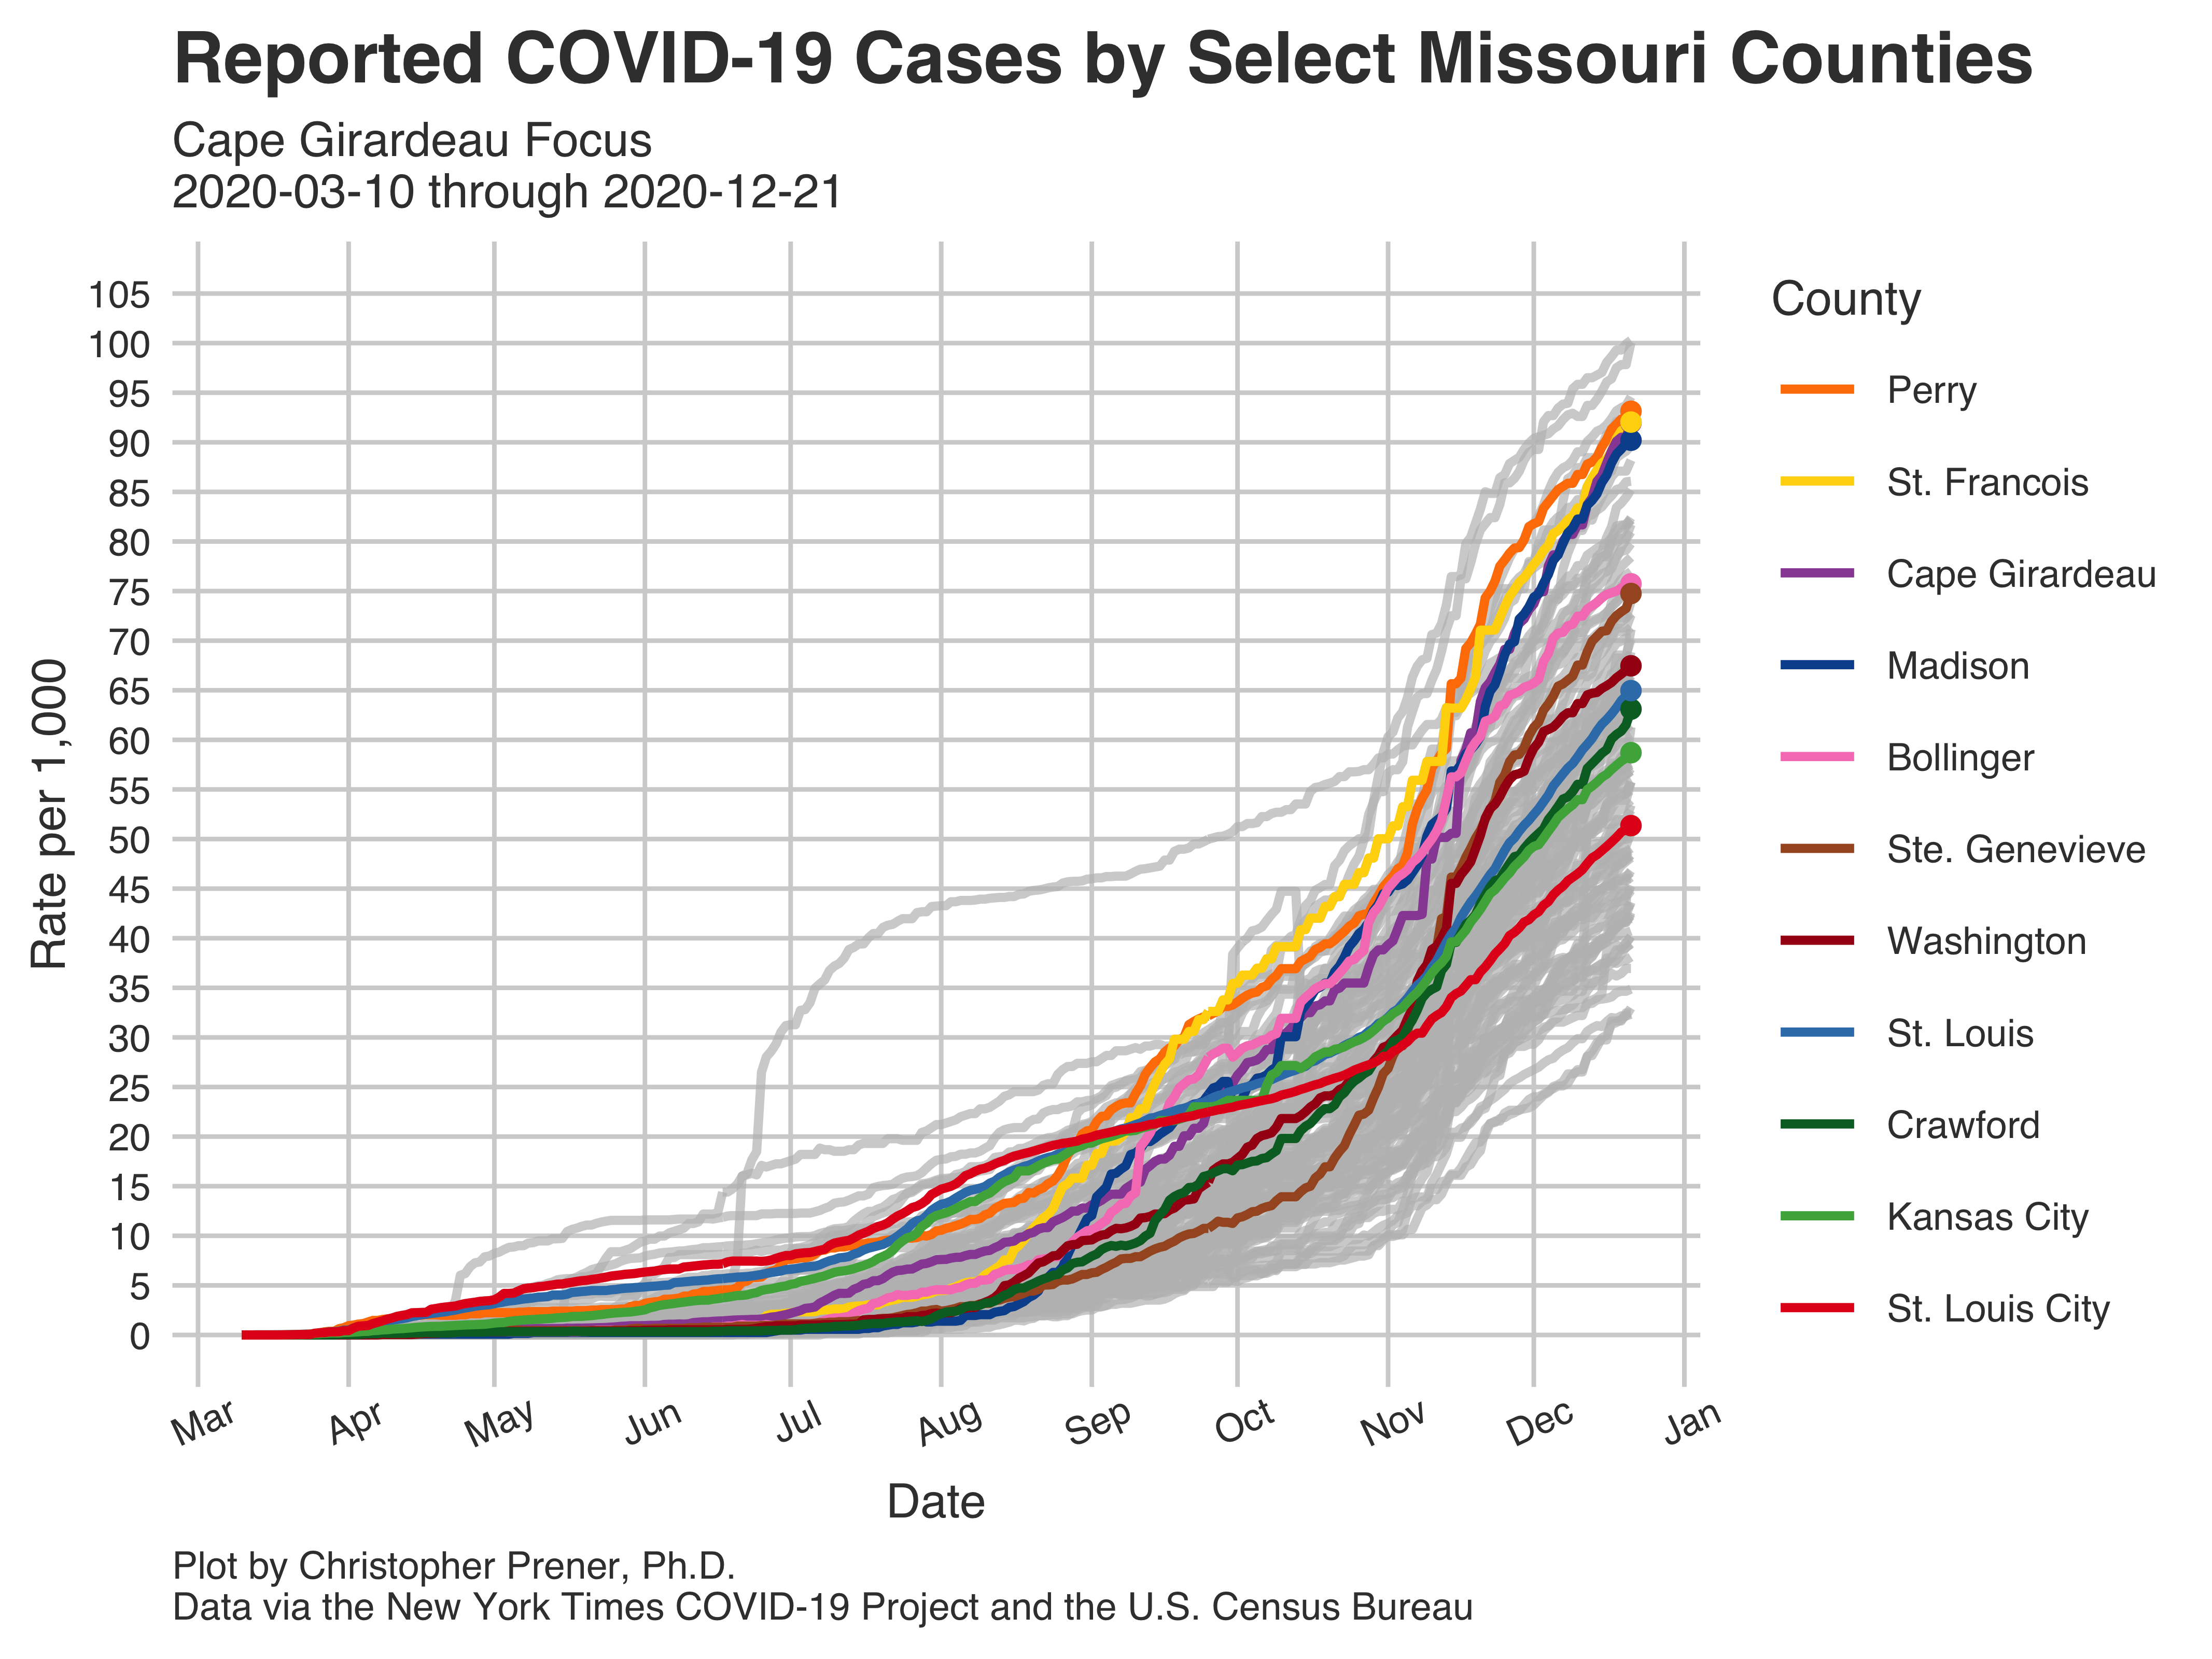 Reported COVID-19 Cases by Select Missouri Counties
Cape Girardeau Focus
2020-03-10 through 2020-12-21
Rate per 1,000
105
100
95
90
85
80
75
70
65
60
55
50
45
40
35
30
25
20
15
10
5
0
Mar Apr May Jun Jul Aug Sep Oct Nov Dec Jan
Date
County
Perry
St. Francois
Cape Girardeau
Madison
Bollinger
Ste. Genevieve
Washington
St. Louis
Crawford
Kansas City
St. Louis City
Plot by Christopher Prener, Ph.D.
Data via the New York Times COVID-19 Project and the U.S. Census Bureau